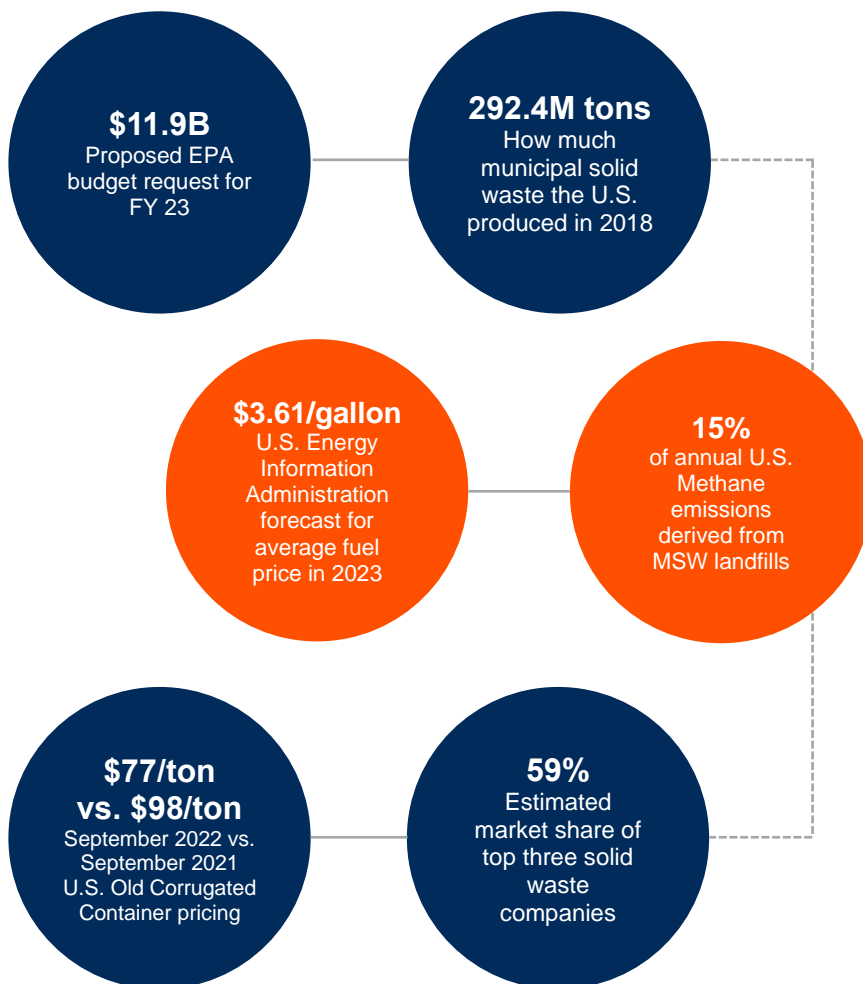 $11.9B
Proposed EPA
budget request for
FY 23
292.4M tons
How much
municipal solid
waste the U.S.
produced in 2018
$3.61/gallon
U.S. Energy
Information
Administration
forecast for
average fuel
price in 2023
15%
of annual U.S.
Methane
emissions
derived from
MSW landfills
$77/ton
vs. $98/ton
September 2022 vs.
September 2021
U.S. Old Corrugated
Container pricing
59%
Estimated
market share of
top three solid
waste
companies